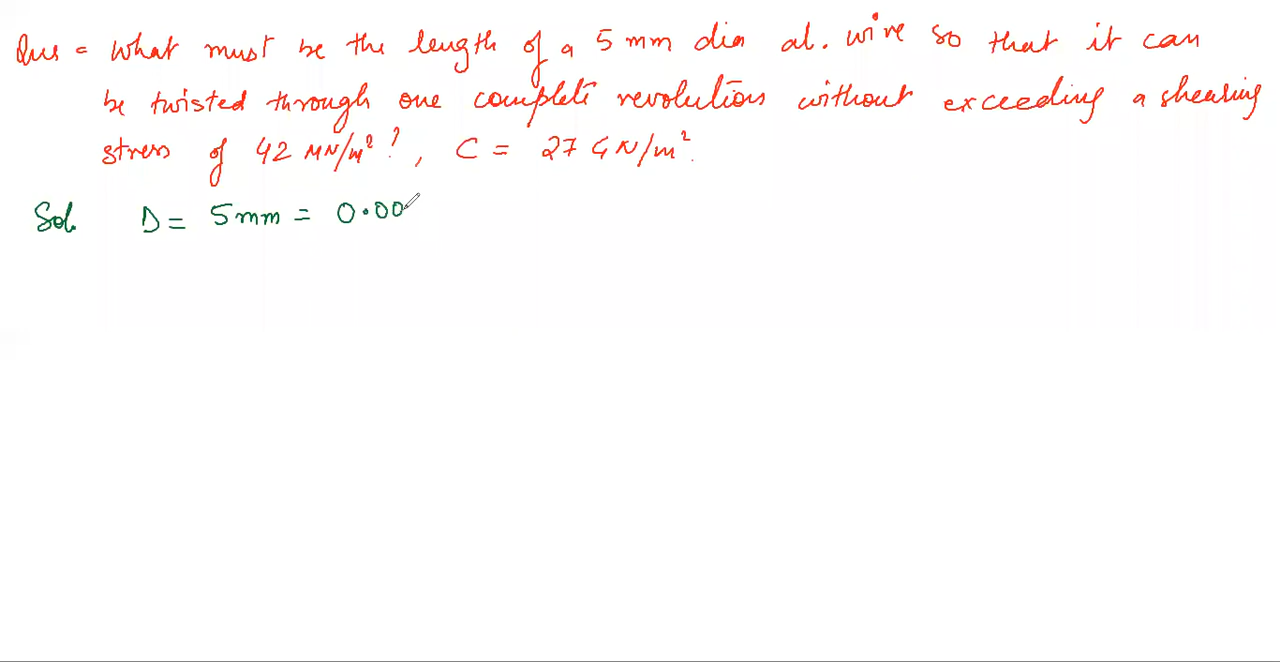 Qus = What must be the length of a 5 mm dia al. wire so that it can
be twisted through one complete revolution without exceeding a shearing
stress of 42 MN/m²?, C = 27 GN/m².
Sol. D = 5mm = 0.00